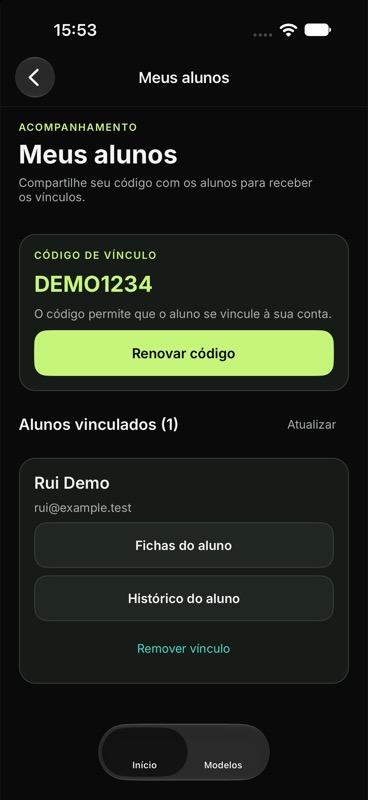 15:53
Meus alunos
ACOMPANHAMENTO
Meus alunos
Compartilhe seu código com os alunos para receber
os vínculos.
CÓDIGO DE VÍNCULO
DEMO1234
O código permite que o aluno se vincule à sua conta.
Renovar código
Alunos vinculados (1)
Atualizar
Rui Demo
rui@example.test
Fichas do aluno
Histórico do aluno
Remover vínculo
Início
Modelos